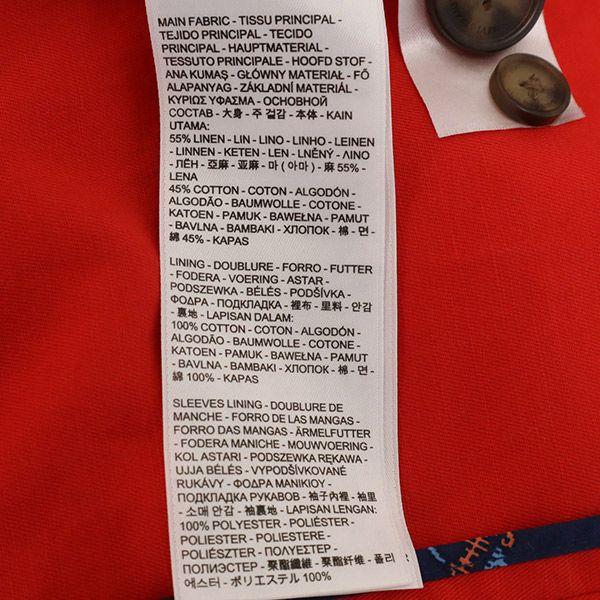 MAIN FABRIC - TISSU PRINCIPAL -
TEJIDO PRINCIPAL - TECIDO
PRINCIPAL - HAUPTMATERIAL -
TESSUTO PRINCIPALE - HOOFD STOF -
ANA KUMAŞ - GŁÓWNY MATERIAŁ - FŐ
ALAPANYAG - ZÁKLADNÍ MATERIÁL -
ΚΥΡΙΩΣ ΥΦΑΣΜΑ - ОСНОВНОЙ
СОСТАВ - 大身 - 주 겉감 - 本体 - KAIN
UTAMA:
55% LINEN - LIN - LINO - LINHO - LEINEN
- LINNEN - KETEN - LEN - LNĚNÝ - ΛΙΝΟ
- ЛЁН - 亞麻 - 亚麻 - 마 ( 아마 ) - 麻 55% -
LENA
45% COTTON - COTON - ALGODÓN -
ALGODÃO - BAUMWOLLE - COTONE -
KATOEN - PAMUK - BAWEŁNA - PAMUT
- BAVLNA - ΒΑΜΒΑΚΙ - ХЛОПОК - 棉 - 면 -
綿 45% - KAPAS
LINING - DOUBLURE - FORRO - FUTTER
- FODERA - VOERING - ASTAR -
PODSZEWKA - BÉLÉS - PODŠÍVKA -
ΦΟΔΡΑ - ПОДКЛАДКА - 裡布 - 里料 - 안감
- 裏地 - LAPISAN DALAM:
100% COTTON - COTON - ALGODÓN -
ALGODÃO - BAUMWOLLE - COTONE -
KATOEN - PAMUK - BAWEŁNA - PAMUT
- BAVLNA - ΒΑΜΒΑΚΙ - ХЛОПОК - 棉 - 면 -
綿 100% - KAPAS
SLEEVES LINING - DOUBLURE DE
MANCHE - FORRO DE LAS MANGAS -
FORRO DAS MANGAS - ÄRMELFUTTER
- FODERA MANICHE - MOUWVOERING -
KOL ASTARI - PODSZEWKA RĘKAWA -
UJJA BÉLÉS - VYPODŠÍVKOVANÉ
RUKÁVY - ΦΟΔΡΑ ΜΑΝΙΚΙΟΥ -
ПОДКЛАДКА РУКАВОВ - 袖子內裡 - 袖里
- 소매 안감 - 袖裏地 - LAPISAN LENGAN:
100% POLYESTER - POLIÉSTER -
POLIESTER - POLIESTERE -
POLIÉSZTER - ΠΟΛΥΕΣΤΕΡ -
ПОЛИЭСТЕР - 聚酯纖維 - 聚酯纤维 - 폴리
에스터 - ポリエステル 100%